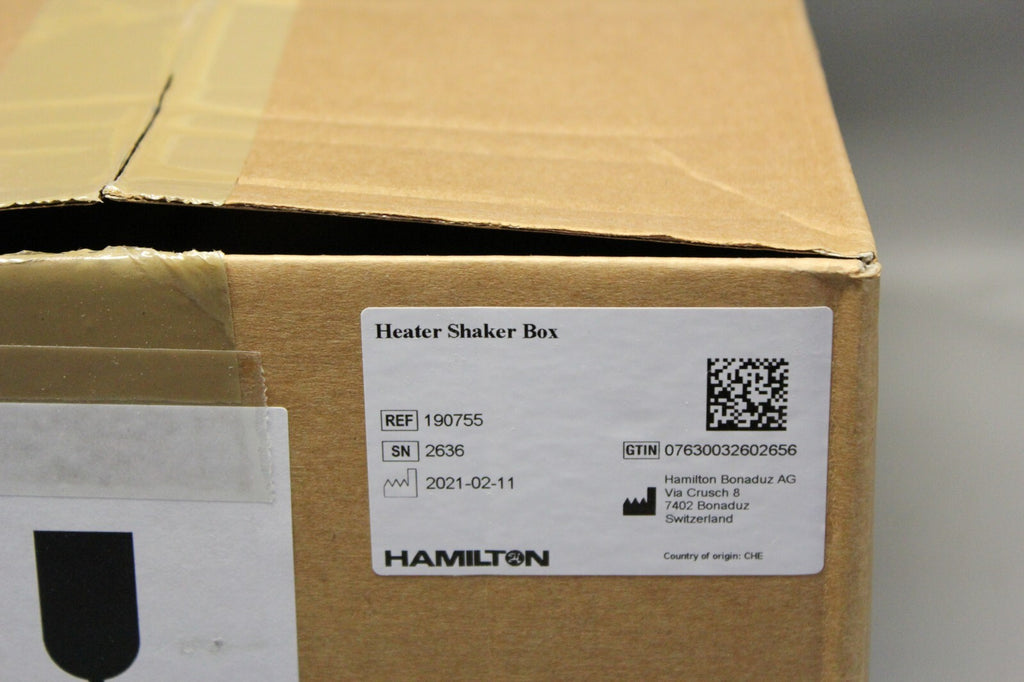 Heater Shaker Box
REF 190755
SN 2636
2021-02-11
GTIN 07630032602656
Hamilton Bonaduz AG
Via Crusch 8
7402 Bonaduz
Switzerland
HAMILTON
Country of origin: CHE